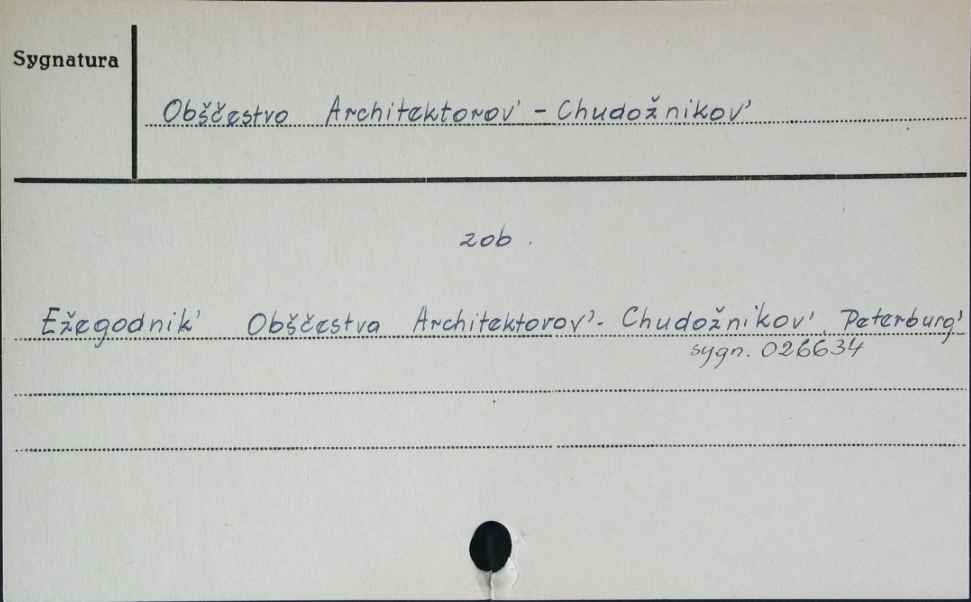 Sygnatura
Obščestvo Architektorov' - Chudožnikov'
zob.
Ežegodnik' Obščestva Architektorov'- Chudožnikov'. Peterburg'
sygn. 026634